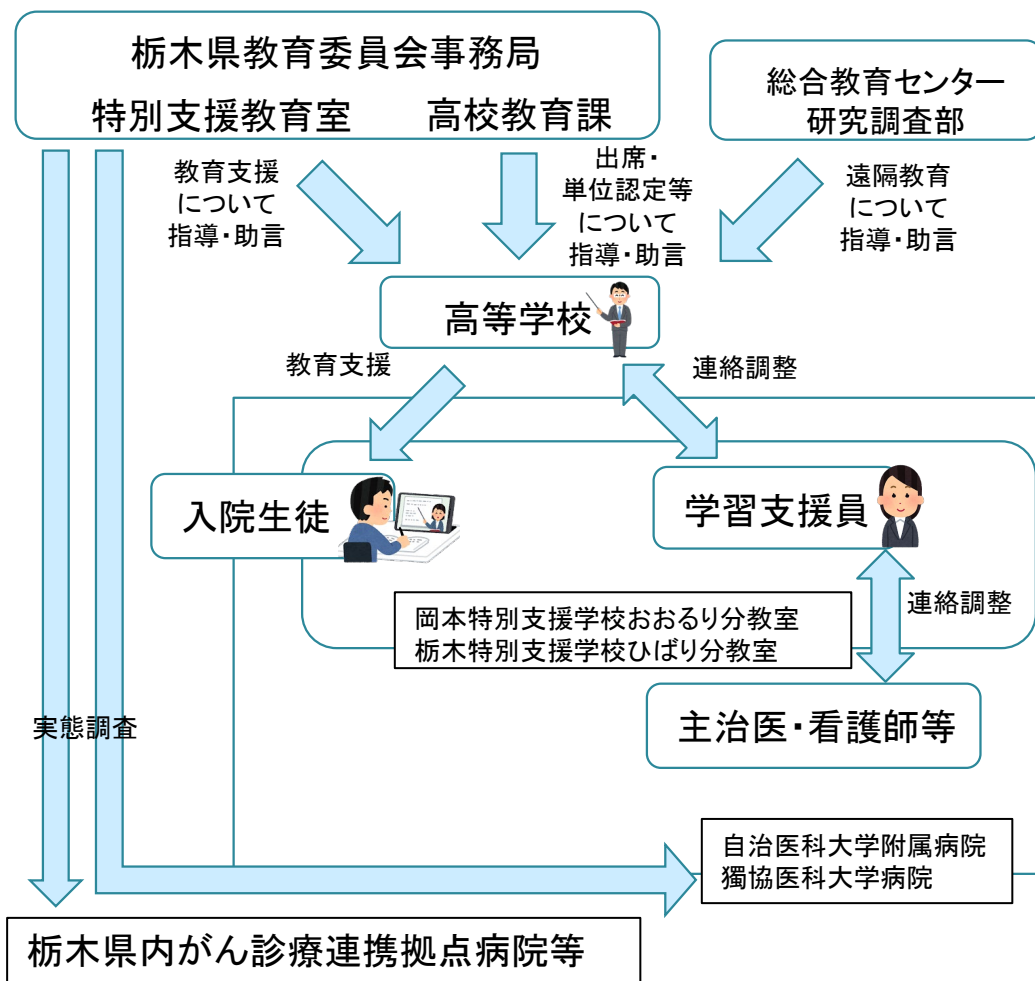 栃木県教育委員会事務局
特別支援教育室　高校教育課
総合教育センター
研究調査部
教育支援
について
指導・助言
出席・
単位認定等
について
指導・助言
遠隔教育
について
指導・助言
高等学校
教育支援
連絡調整
入院生徒
学習支援員
岡本特別支援学校おおるり分教室
栃木特別支援学校ひばり分教室
連絡調整
主治医・看護師等
実態調査
自治医科大学附属病院
獨協医科大学病院
栃木県内がん診療連携拠点病院等